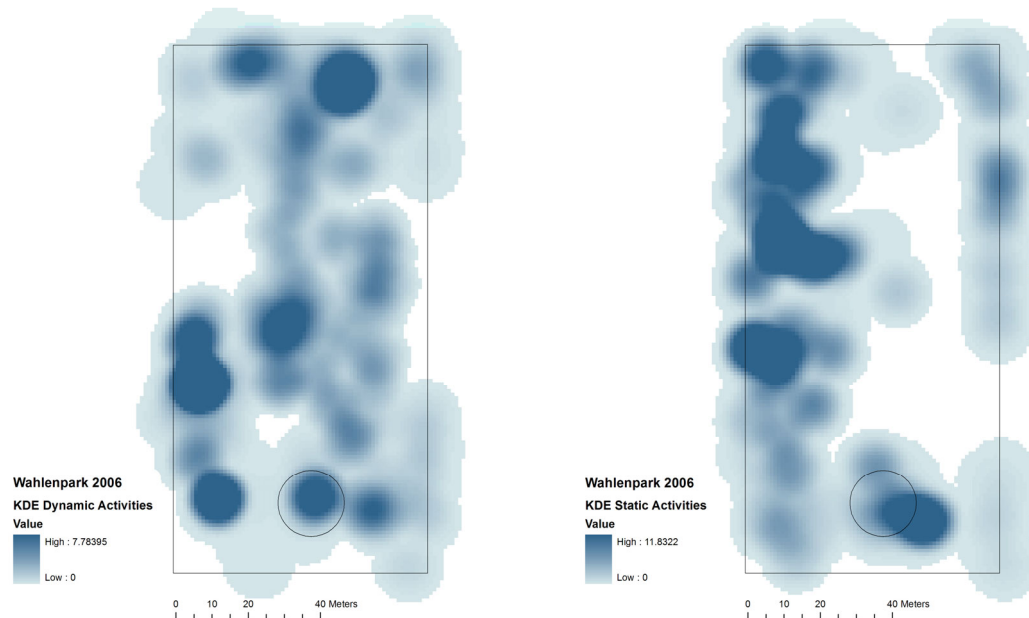 Wahlenpark 2006
KDE Dynamic Activities
Value
High : 7.78395
Low : 0
0 10 20 40 Meters
Wahlenpark 2006
KDE Static Activities
Value
High : 11.8322
Low : 0
0 10 20 40 Meters